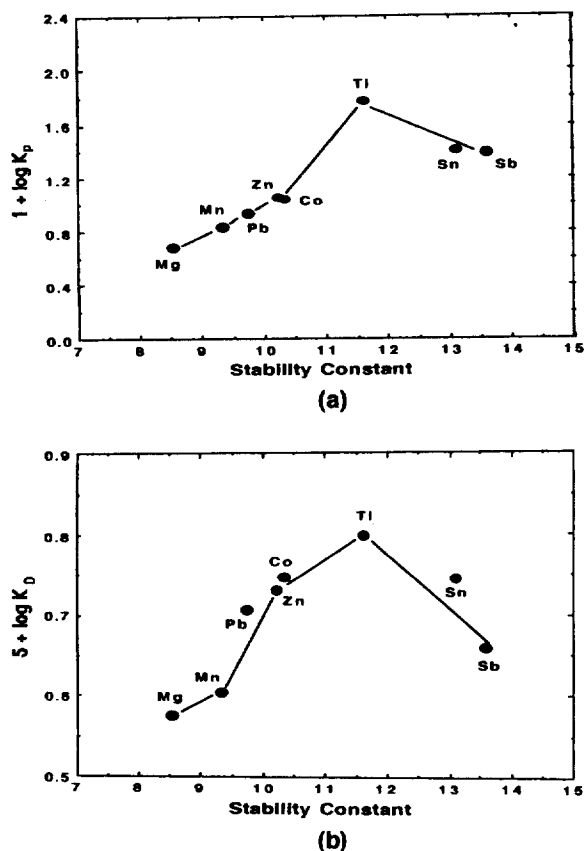 2.4
2.0
1.6
1.2
0.8
0.4
0.0
1 + log Kp
Tl
Sn
Sb
Zn
Co
Mn
Pb
Mg
7 8 9 10 11 12 13 14 15
Stability Constant
(a)
0.9
0.8
0.7
0.6
0.5
5 + log KD
Tl
Co
Sn
Zn
Pb
Sb
Mn
Mg
7 8 9 10 11 12 13 14 15
Stability Constant
(b)